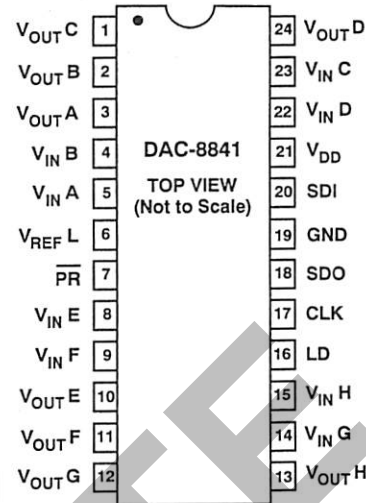 VOUT C 1 24 VOUT D
VOUT B 2 23 VIN C
VOUT A 3 22 VIN D
VIN B 4 DAC-8841 21 VDD
VIN A 5 TOP VIEW 20 SDI
VREF L 6 (Not to Scale) 19 GND
PR 7 18 SDO
VIN E 8 17 CLK
VIN F 9 16 LD
VOUT E 10 15 VIN H
VOUT F 11 14 VIN G
VOUT G 12 13 VOUT H